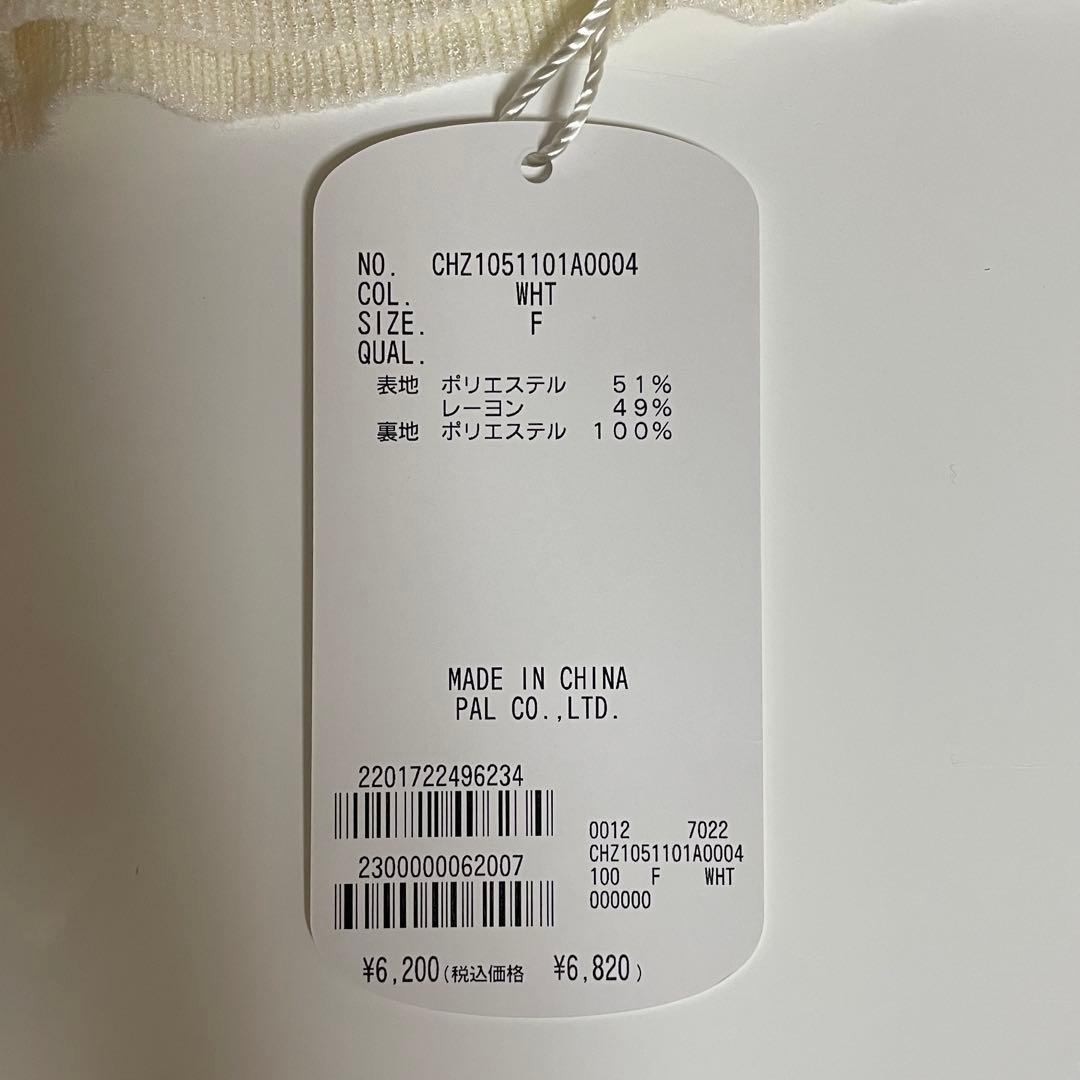 NO. CHZ1051101A0004
COL. WHT
SIZE. F
QUAL.
表地 ポリエステル 51%
レーヨン 49%
裏地 ポリエステル 100%
MADE IN CHINA
PAL CO.,LTD.
2201722496234
2300000062007
0012 7022
CHZ1051101A0004
100 F WHT
000000
¥6,200(税込価格 ¥6,820)